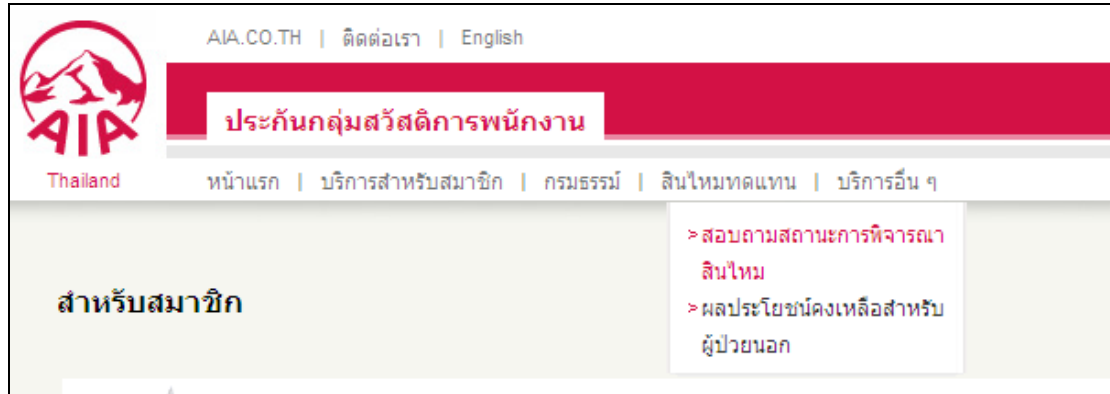 AIA.CO.TH | ติดต่อเรา | English
ประกันกลุ่มสวัสดิการพนักงาน
AIA
Thailand
หน้าแรก | บริการสำหรับสมาชิก | กรมธรรม์ | สินไหมทดแทน | บริการอื่น ๆ
> สอบถามสถานะการพิจารณา
สินไหม
> ผลประโยชน์คงเหลือสำหรับ
ผู้ป่วยนอก
สำหรับสมาชิก